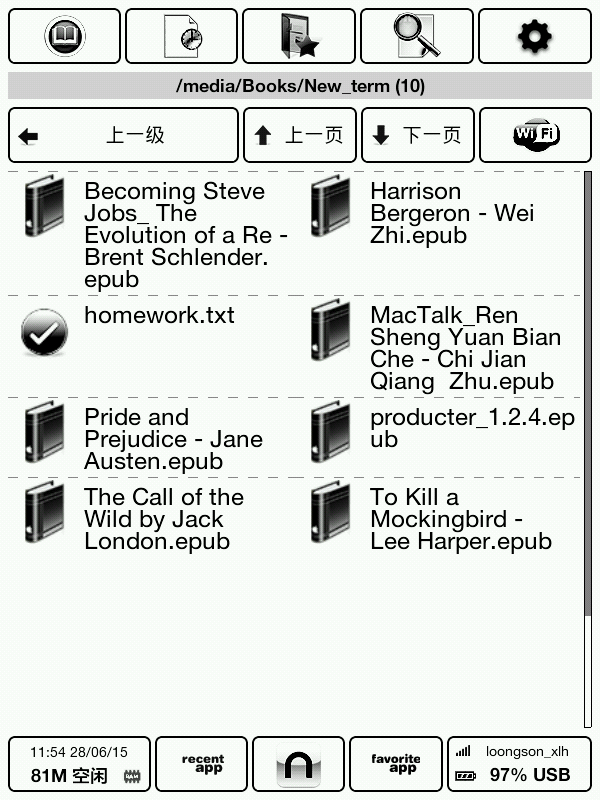 /media/Books/New_term (10)
上一级
上一页
下一页
Wi Fi
Becoming Steve
Jobs_ The
Evolution of a Re -
Brent Schlender.
epub
Harrison
Bergeron - Wei
Zhi.epub
homework.txt
MacTalk_Ren
Sheng Yuan Bian
Che - Chi Jian
Qiang  Zhu.epub
Pride and
Prejudice - Jane
Austen.epub
producter_1.2.4.ep
ub
The Call of the
Wild by Jack
London.epub
To Kill a
Mockingbird -
Lee Harper.epub
11:54 28/06/15
81M 空闲
recent
app
favorite
app
loongson_xlh
97% USB